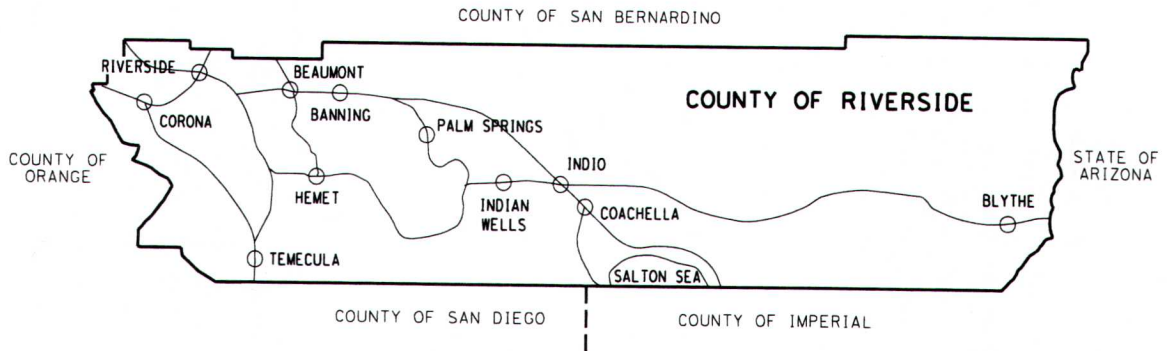 COUNTY OF SAN BERNARDINO
RIVERSIDE
BEAUMONT
COUNTY OF RIVERSIDE
CORONA
BANNING
PALM SPRINGS
COUNTY OF
ORANGE
INDIO
STATE OF
ARIZONA
HEMET
INDIAN
WELLS
COACHELLA
BLYTHE
TEMECULA
SALTON SEA
COUNTY OF SAN DIEGO
COUNTY OF IMPERIAL